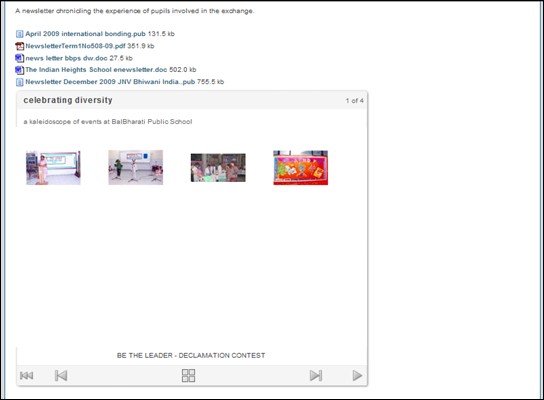 A newsletter chronicling the experience of pupils involved in the exchange.
April 2009 international bonding.pub 131.5 kb
NewsletterTerm1No508-09.pdf 351.9 kb
news letter bbps dw.doc 27.5 kb
The Indian Heights School enewsletter.doc 502.0 kb
Newsletter December 2009 JNV Bhiwani India..pub 755.5 kb
celebrating diversity 1 of 4
a kaleidoscope of events at BalBharati Public School
BE THE LEADER - DECLAMATION CONTEST